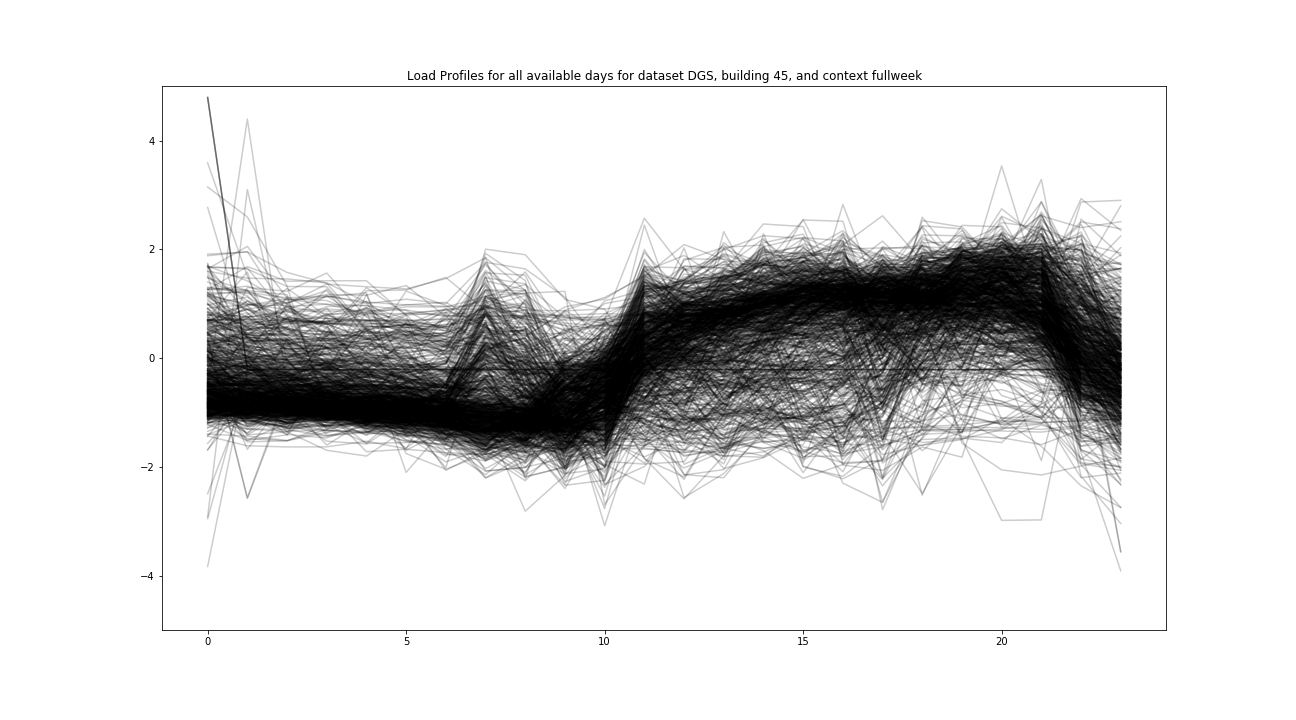 Load Profiles for all available days for dataset DGS, building 45, and context fullweek
4
2
0
−2
−4
0 5 10 15 20